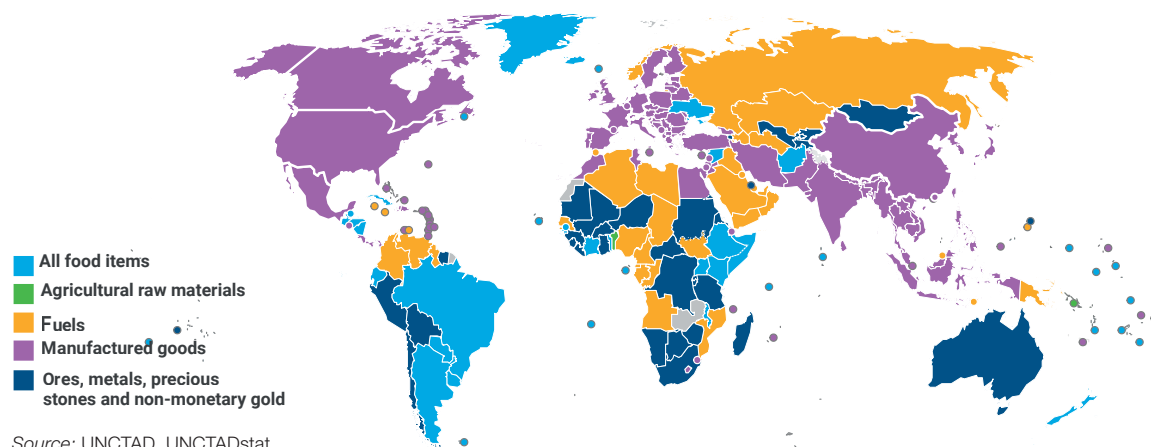 All food items
Agricultural raw materials
Fuels
Manufactured goods
Ores, metals, precious
stones and non-monetary gold
Source: UNCTAD, UNCTADstat